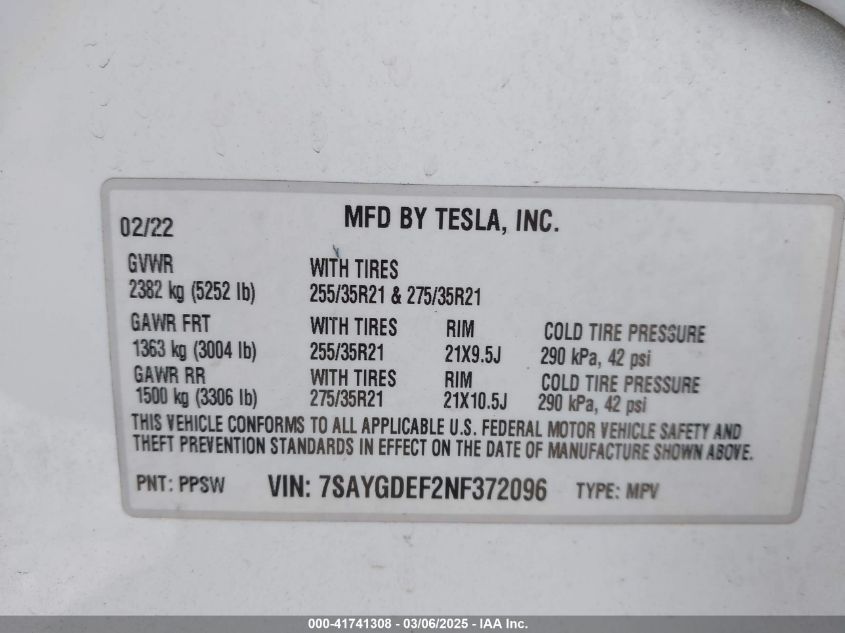 02/22 MFD BY TESLA, INC.
GVWR WITH TIRES
2382 kg (5252 lb) 255/35R21 & 275/35R21
GAWR FRT WITH TIRES RIM COLD TIRE PRESSURE
1363 kg (3004 lb) 255/35R21 21X9.5J 290 kPa, 42 psi
GAWR RR WITH TIRES RIM COLD TIRE PRESSURE
1500 kg (3306 lb) 275/35R21 21X10.5J 290 kPa, 42 psi
THIS VEHICLE CONFORMS TO ALL APPLICABLE U.S. FEDERAL MOTOR VEHICLE SAFETY AND
THEFT PREVENTION STANDARDS IN EFFECT ON THE DATE OF MANUFACTURE SHOWN ABOVE.
PNT: PPSW VIN: 7SAYGDEF2NF372096 TYPE: MPV
000-41741308 - 03/06/2025 - IAA Inc.